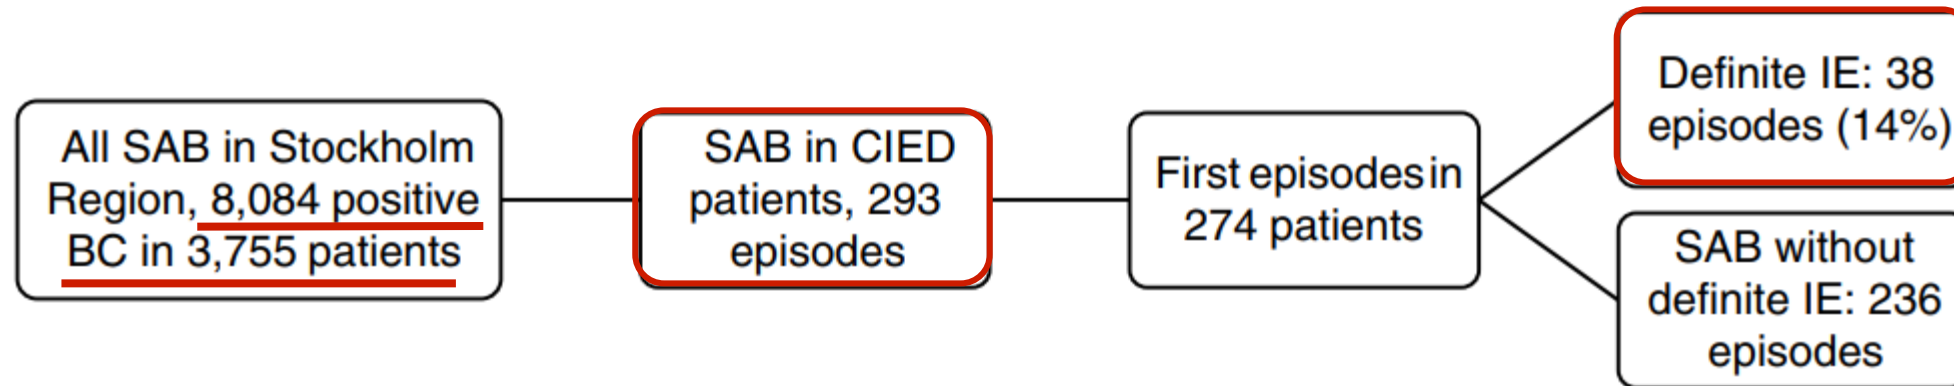 All SAB in Stockholm
Region, 8,084 positive
BC in 3,755 patients
SAB in CIED
patients, 293
episodes
First episodes in
274 patients
Definite IE: 38
episodes (14%)
SAB without
definite IE: 236
episodes